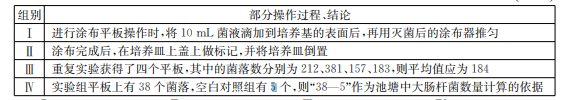 组别 部分操作过程、结论
Ⅰ 进行涂布平板操作时,将 10 mL菌液滴加到培养基的表面后,再用灭菌后的涂布器推匀
Ⅱ 涂布完成后,在培养皿上盖上做标记,并将培养皿倒置
Ⅲ 重复实验获得了四个平板,其中的菌落数分别为 212、381、157、183,则平均值应为 184
Ⅳ 实验组平板上有 38 个菌落,空白对照组有 个,则“38—5”作为池塘中大肠杆菌数量计算的依据